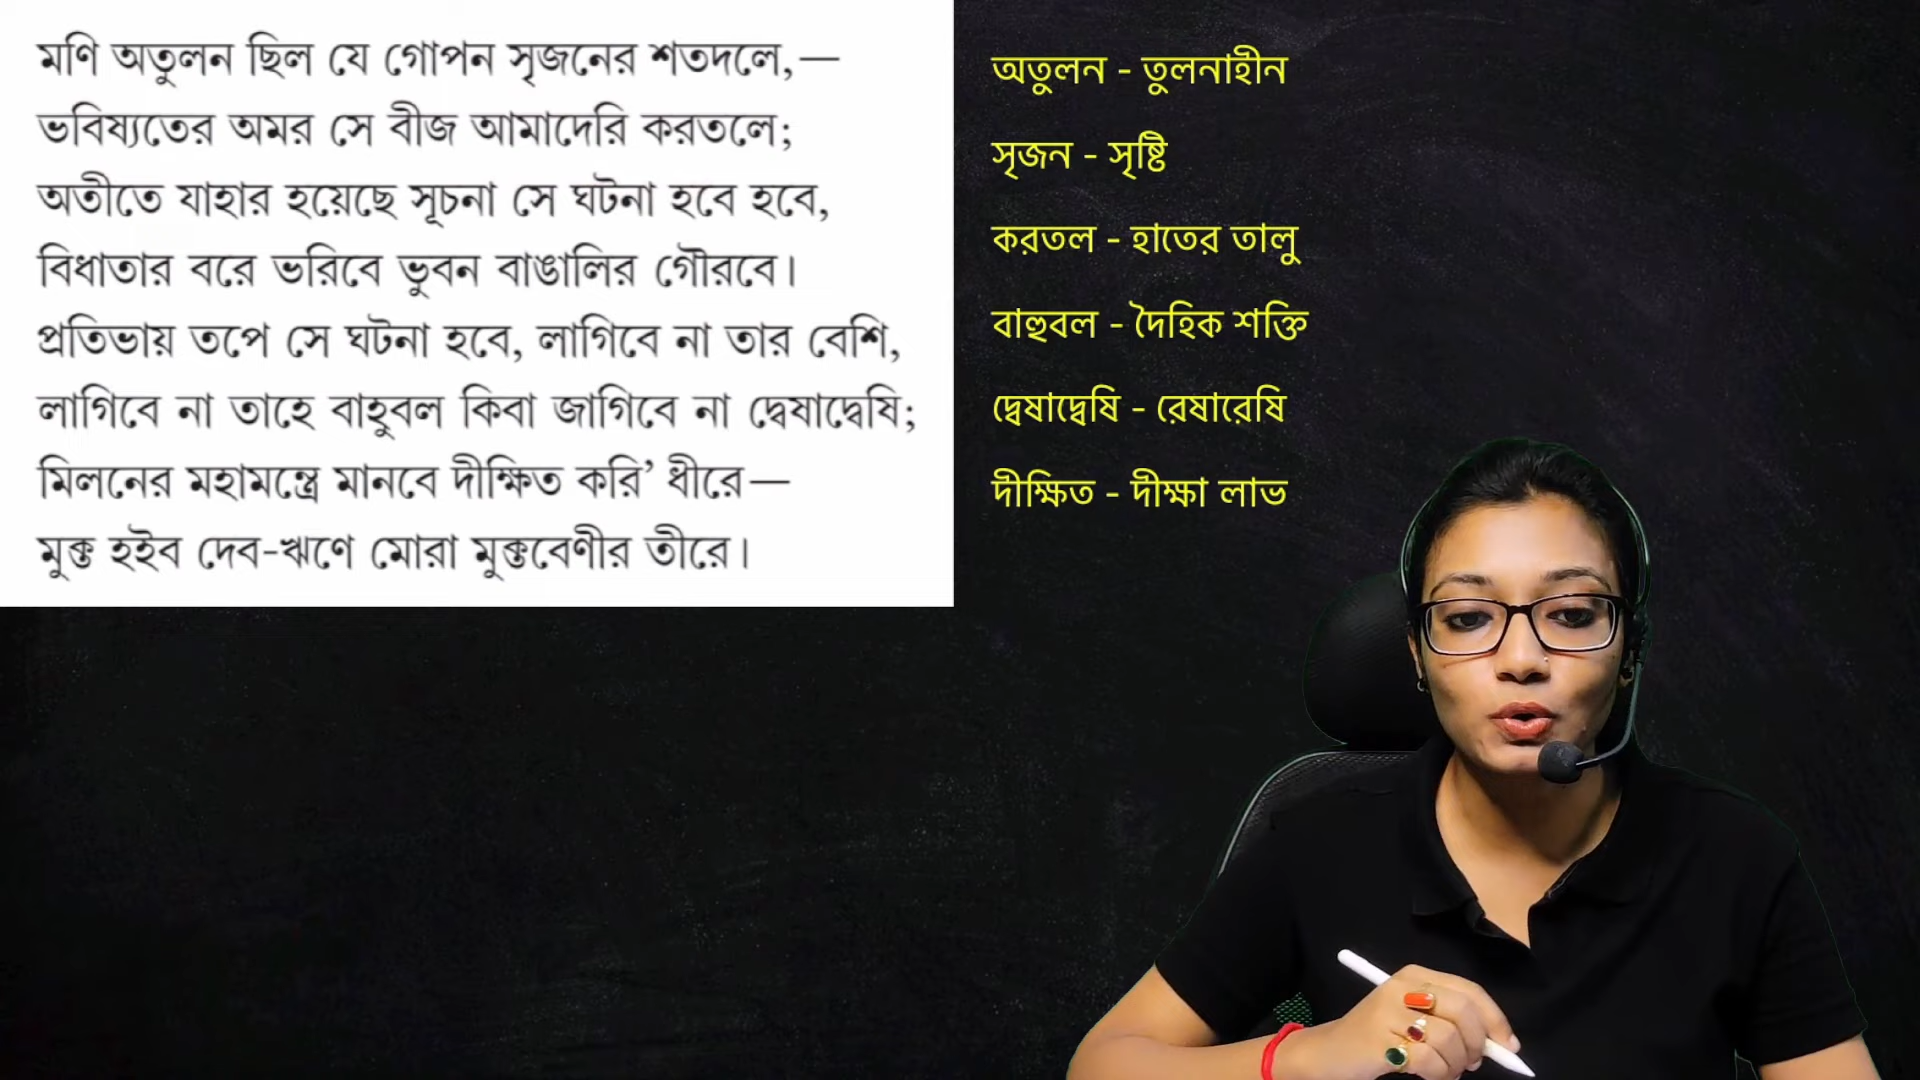 মণি অতুলন ছিল যে গোপন সৃজনের শতদলে,—
ভবিষ্যতের অমর সে বীজ আমাদেরি করতলে;
অতীতে যাহার হয়েছে সূচনা সে ঘটনা হবে হবে,
বিধাতার বরে ভরিবে ভুবন বাঙালির গৌরবে।
প্রতিভায় তপে সে ঘটনা হবে, লাগিবে না তার বেশি,
লাগিবে না তাহে বাহুবল কিবা জাগিবে না দ্বেষাদ্বেষি;
মিলনের মহামন্ত্রে মানবে দীক্ষিত করি’ ধীরে—
মুক্ত হইব দেব-ঋণে মোরা মুক্তবেণীর তীরে।
অতুলন - তুলনাহীন
সৃজন - সৃষ্টি
করতল - হাতের তালু
বাহুবল - দৈহিক শক্তি
দ্বেষাদ্বেষি - রেষারেষি
দীক্ষিত - দীক্ষা লাভ